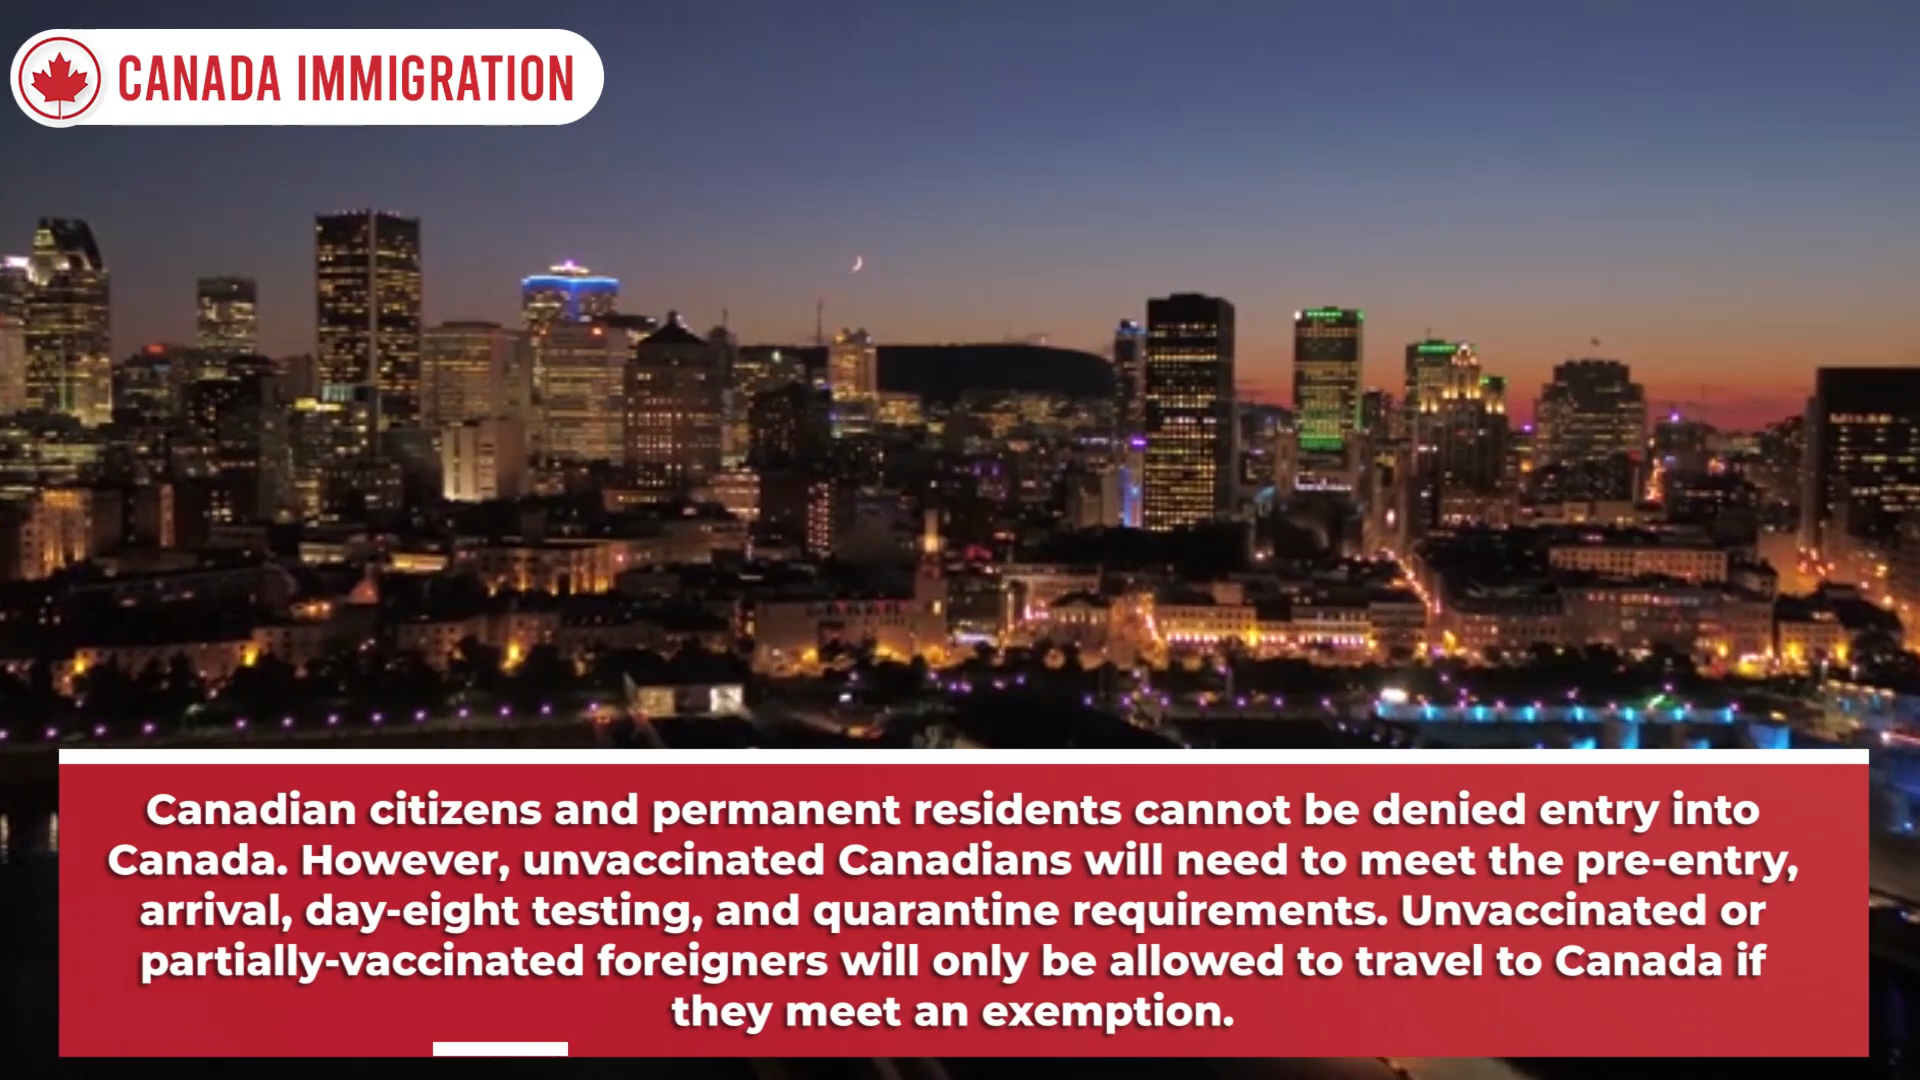 CANADA IMMIGRATION
Canadian citizens and permanent residents cannot be denied entry into
Canada. However, unvaccinated Canadians will need to meet the pre-entry,
arrival, day-eight testing, and quarantine requirements. Unvaccinated or
partially-vaccinated foreigners will only be allowed to travel to Canada if
they meet an exemption.